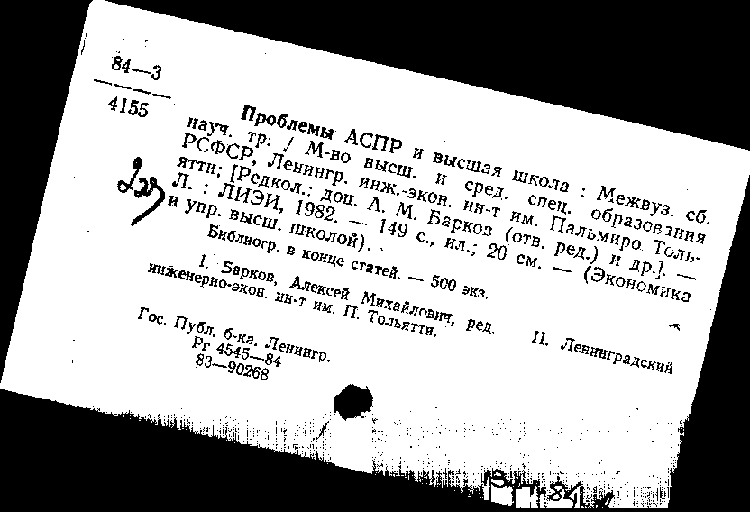 84—3
4155
Проблемы АСПР и высшая школа : Межвуз. сб.
науч. тр. / М-во высш. и сред. спец. образования
РСФСР, Ленингр. инж.-экон. ин-т им. Пальмиро Толь-
ятти; [Редкол.: доц. А. М. Барков (отв. ред.) и др.]. —
Л. : ЛИЭИ, 1982. — 149 с., ил.; 20 см. — (Экономика
и упр. высш. школой).
Библиогр. в конце статей. — 500 экз.
I. Барков, Алексей Михайлович, ред. II. Ленинградский
инженерно-экон. ин-т им. П. Тольятти.
Гос. Публ. б-ка. Ленингр.
Рг 4545—84
83—90268